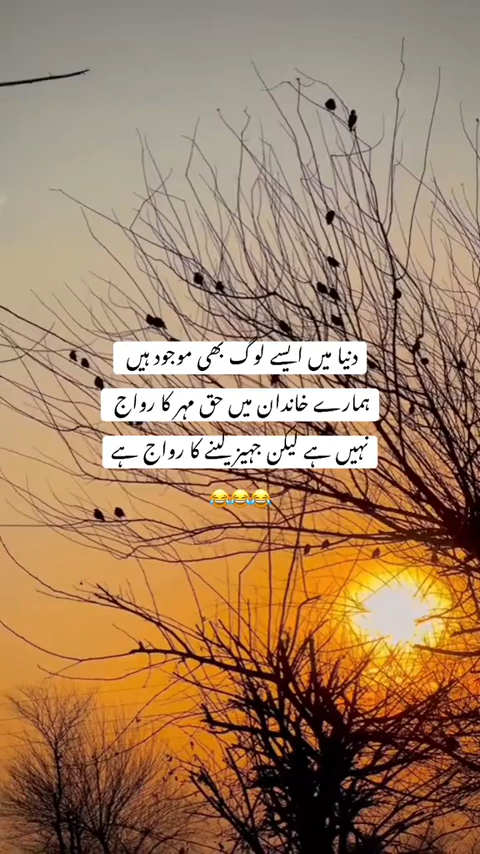 دنیا میں ایسے لوگ بھی موجود ہیں
ہمارے خاندان میں حق مہر کا رواج
نہیں ہے لیکن جہیز لینے کا رواج ہے
😂😂😂